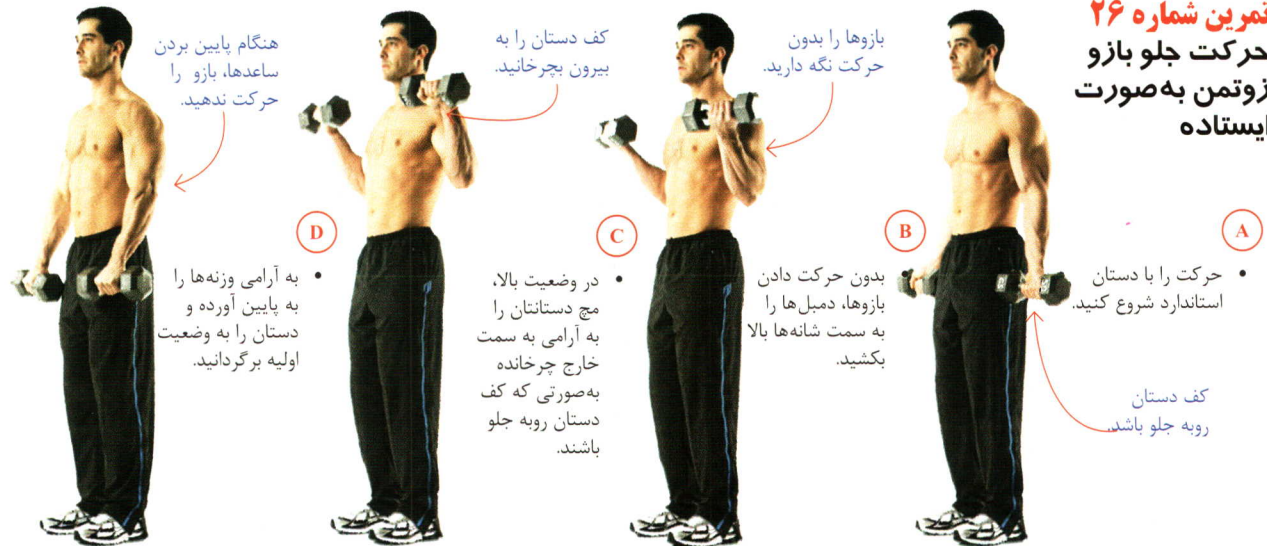 تمرین شماره ۲۶
حرکت جلو بازو
زوتمن به‌صورت
ایستاده
A
• حرکت را با دستان
استاندارد شروع کنید.
کف دستان
روبه جلو باشد.
بازوها را بدون
حرکت نگه دارید.
B
بدون حرکت دادن
بازوها، دمبل‌ها را
به سمت شانه‌ها بالا
بکشید.
کف دستان را به
بیرون بچرخانید.
C
• در وضعیت بالا،
مچ دستانتان را
به آرامی به سمت
خارج چرخانده
به‌صورتی که کف
دستان روبه جلو
باشند.
هنگام پایین بردن
ساعدها، بازو را
حرکت ندهید.
D
• به آرامی وزنه‌ها را
به پایین آورده و
دستان را به وضعیت
اولیه برگردانید.